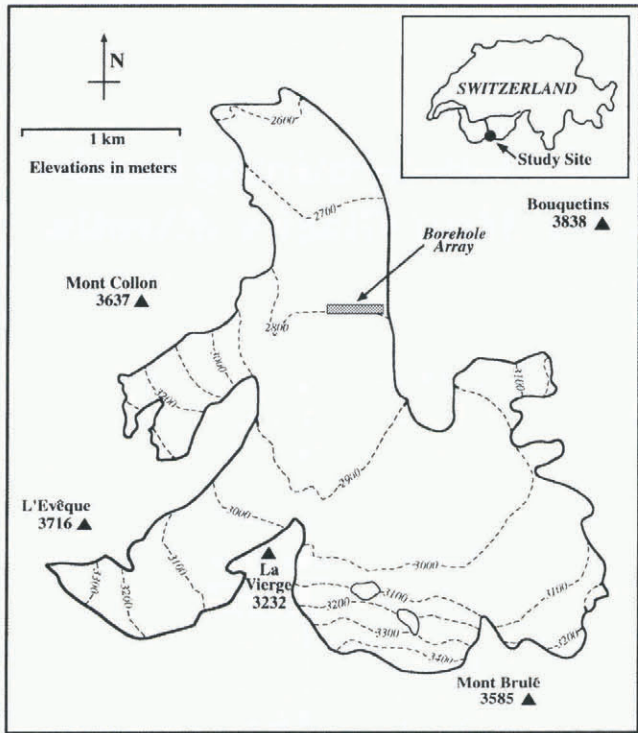 N
1 km
Elevations in meters
SWITZERLAND
Study Site
Bouquetins
3838
Borehole
Array
Mont Collon
3637
L'Evêque
3716
La
Vierge
3232
Mont Brulé
3585
2600
2700
2800
3000
3200
3100
2900
3000
3100
3200
3300
3000
3100
3200
3300
3400
3100
3200